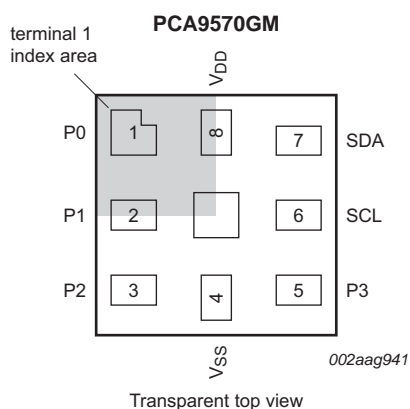 PCA9570GM
terminal 1
index area
VDD
P0 1 8 7 SDA
P1 2 6 SCL
P2 3 4 5 P3
VSS
002aag941
Transparent top view